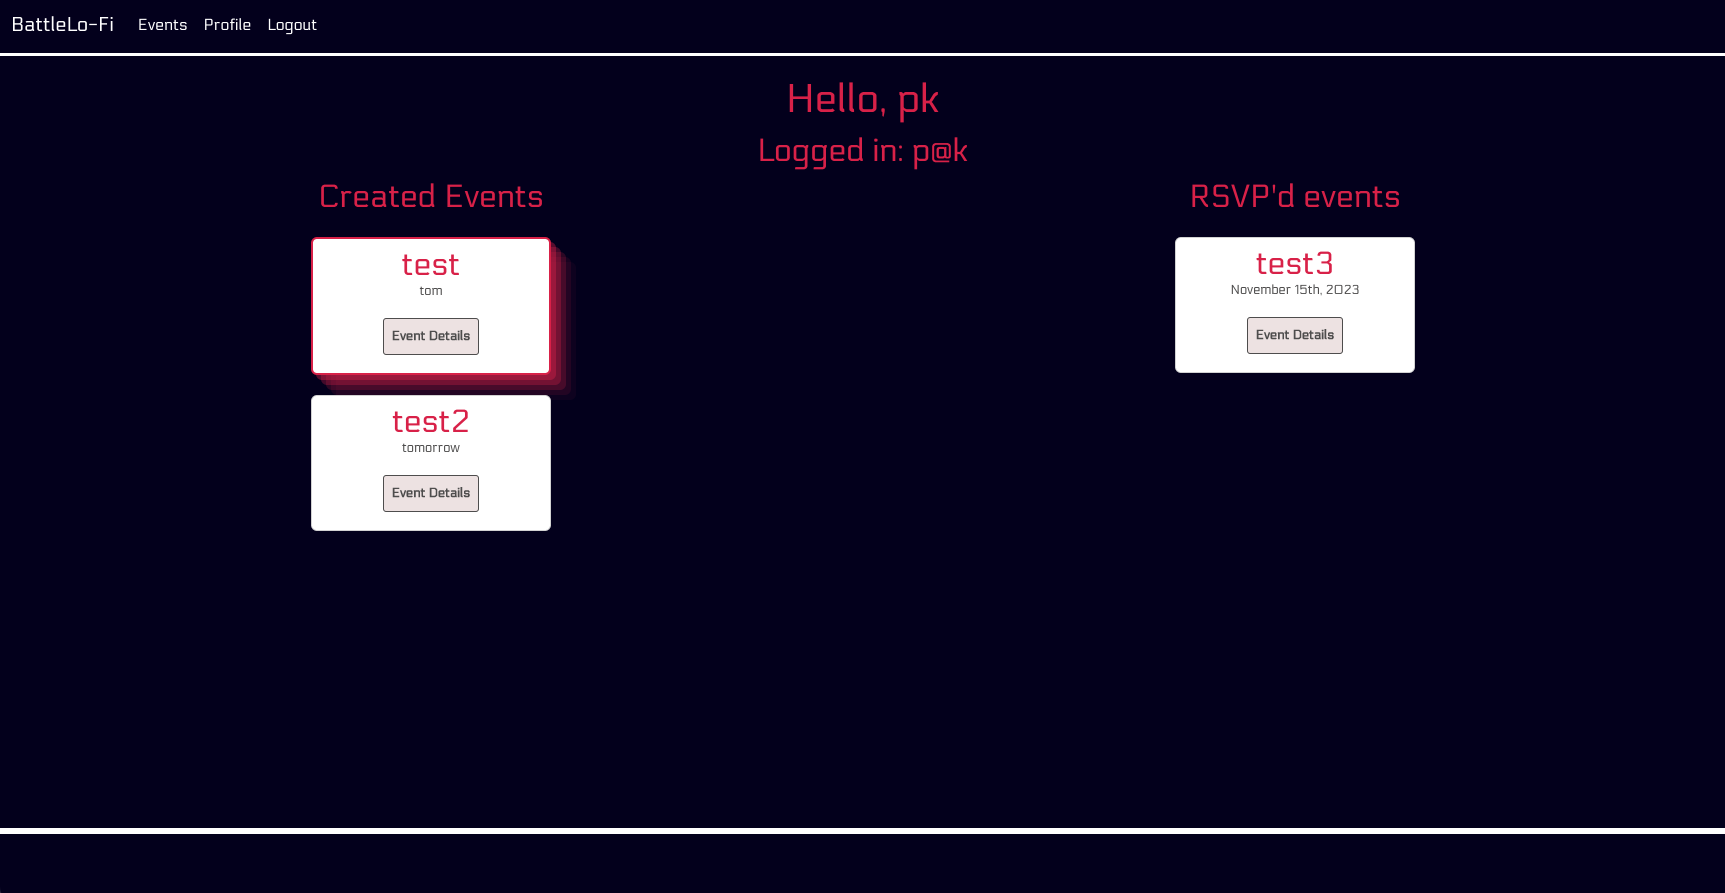 BattleLo-Fi Events Profile Logout
Hello, pk
Logged in: p@k
Created Events
test
tom
Event Details
test2
tomorrow
Event Details
RSVP'd events
test3
November 15th, 2023
Event Details